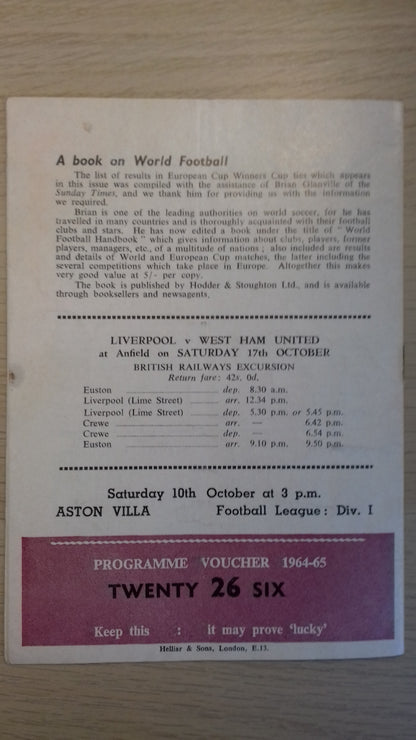 A book on World Football
The list of results in European Cup Winners Cup ties which appears
in this issue was compiled with the assistance of Brian Glanville of the
Sunday Times, and we thank him for providing us with the information
we required.
Brian is one of the leading authorities on world soccer, for he has
travelled in many countries and is thoroughly acquainted with football
clubs and stars. He has now edited a book under the title of " World
Football Handbook " which gives information about clubs, players, former
players, managers, etc., of a multitude of nations ; also included are results
and details of World and European Cup matches, the latter including the
several competitions which take place in Europe. Altogether this makes
very good value at 5/- per copy.
The book is published by Hodder & Stoughton Ltd., and is available
through booksellers and newsagents.
LIVERPOOL v WEST HAM UNITED
at Anfield on SATURDAY 17th OCTOBER
BRITISH RAILWAYS EXCURSION
Return fare: 42s. 0d.
Euston dep. 8.30 a.m.
Liverpool (Lime Street) arr. 12.34 p.m.
Liverpool (Lime Street) dep. 5.30 p.m. or 5.45 p.m.
Crewe arr. — 6.42 p.m.
Crewe dep. — 6.54 p.m.
Euston arr. 9.10 p.m. 9.50 p.m.
Saturday 10th October at 3 p.m.
ASTON VILLA Football League: Div. I
PROGRAMME VOUCHER 1964-65
TWENTY 26 SIX
Keep this : it may prove 'lucky'
Helliar & Sons, London, E.13.